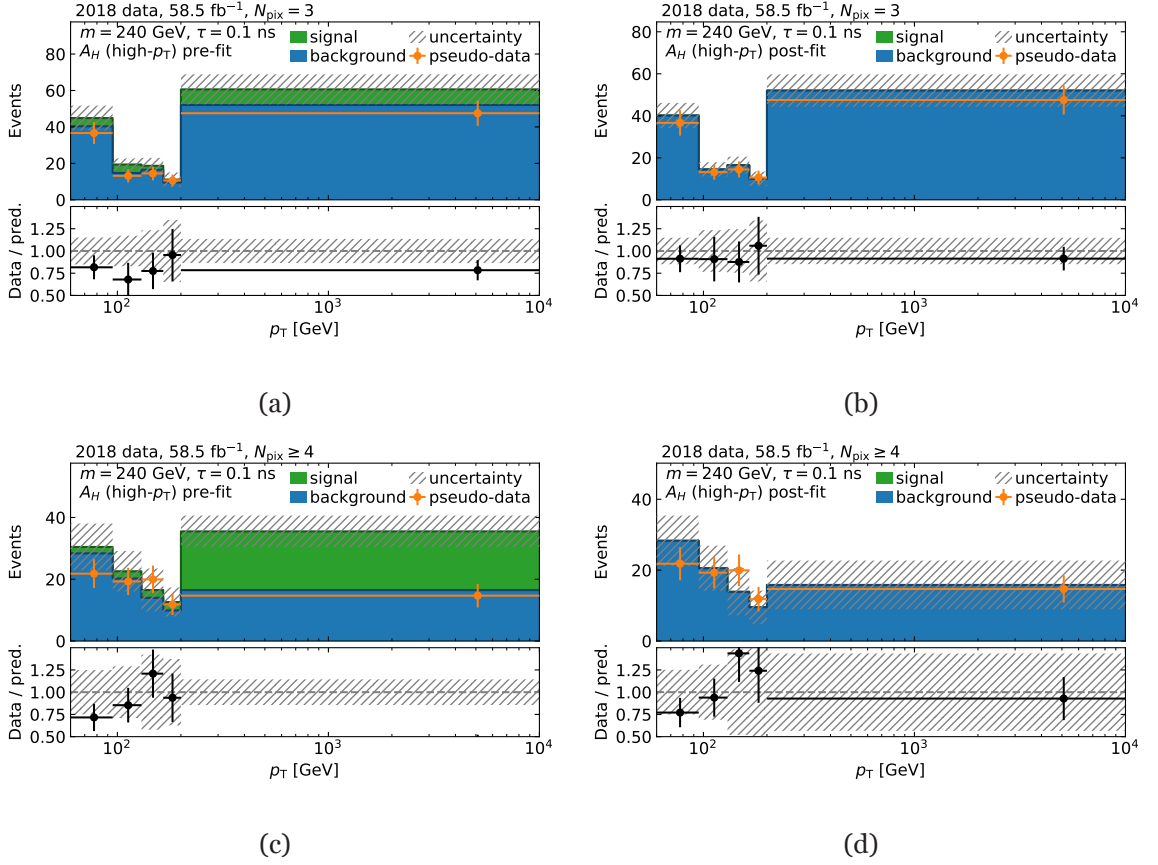 2018 data, 58.5 fb⁻¹, N_pix = 3
m̃ = 240 GeV, τ = 0.1 ns
A_H (high-p_T) pre-fit
signal
uncertainty
background
pseudo-data
Events
80
60
40
20
0
Data / pred.
1.25
1.00
0.75
0.50
10²
10³
10⁴
p_T [GeV]
(a)
2018 data, 58.5 fb⁻¹, N_pix = 3
m̃ = 240 GeV, τ = 0.1 ns
A_H (high-p_T) post-fit
signal
uncertainty
background
pseudo-data
Events
80
60
40
20
0
Data / pred.
1.25
1.00
0.75
0.50
10²
10³
10⁴
p_T [GeV]
(b)
2018 data, 58.5 fb⁻¹, N_pix ≥ 4
m̃ = 240 GeV, τ = 0.1 ns
A_H (high-p_T) pre-fit
signal
uncertainty
background
pseudo-data
Events
40
20
0
Data / pred.
1.25
1.00
0.75
0.50
10²
10³
10⁴
p_T [GeV]
(c)
2018 data, 58.5 fb⁻¹, N_pix ≥ 4
m̃ = 240 GeV, τ = 0.1 ns
A_H (high-p_T) post-fit
signal
uncertainty
background
pseudo-data
Events
40
20
0
Data / pred.
1.25
1.00
0.75
0.50
10²
10³
10⁴
p_T [GeV]
(d)